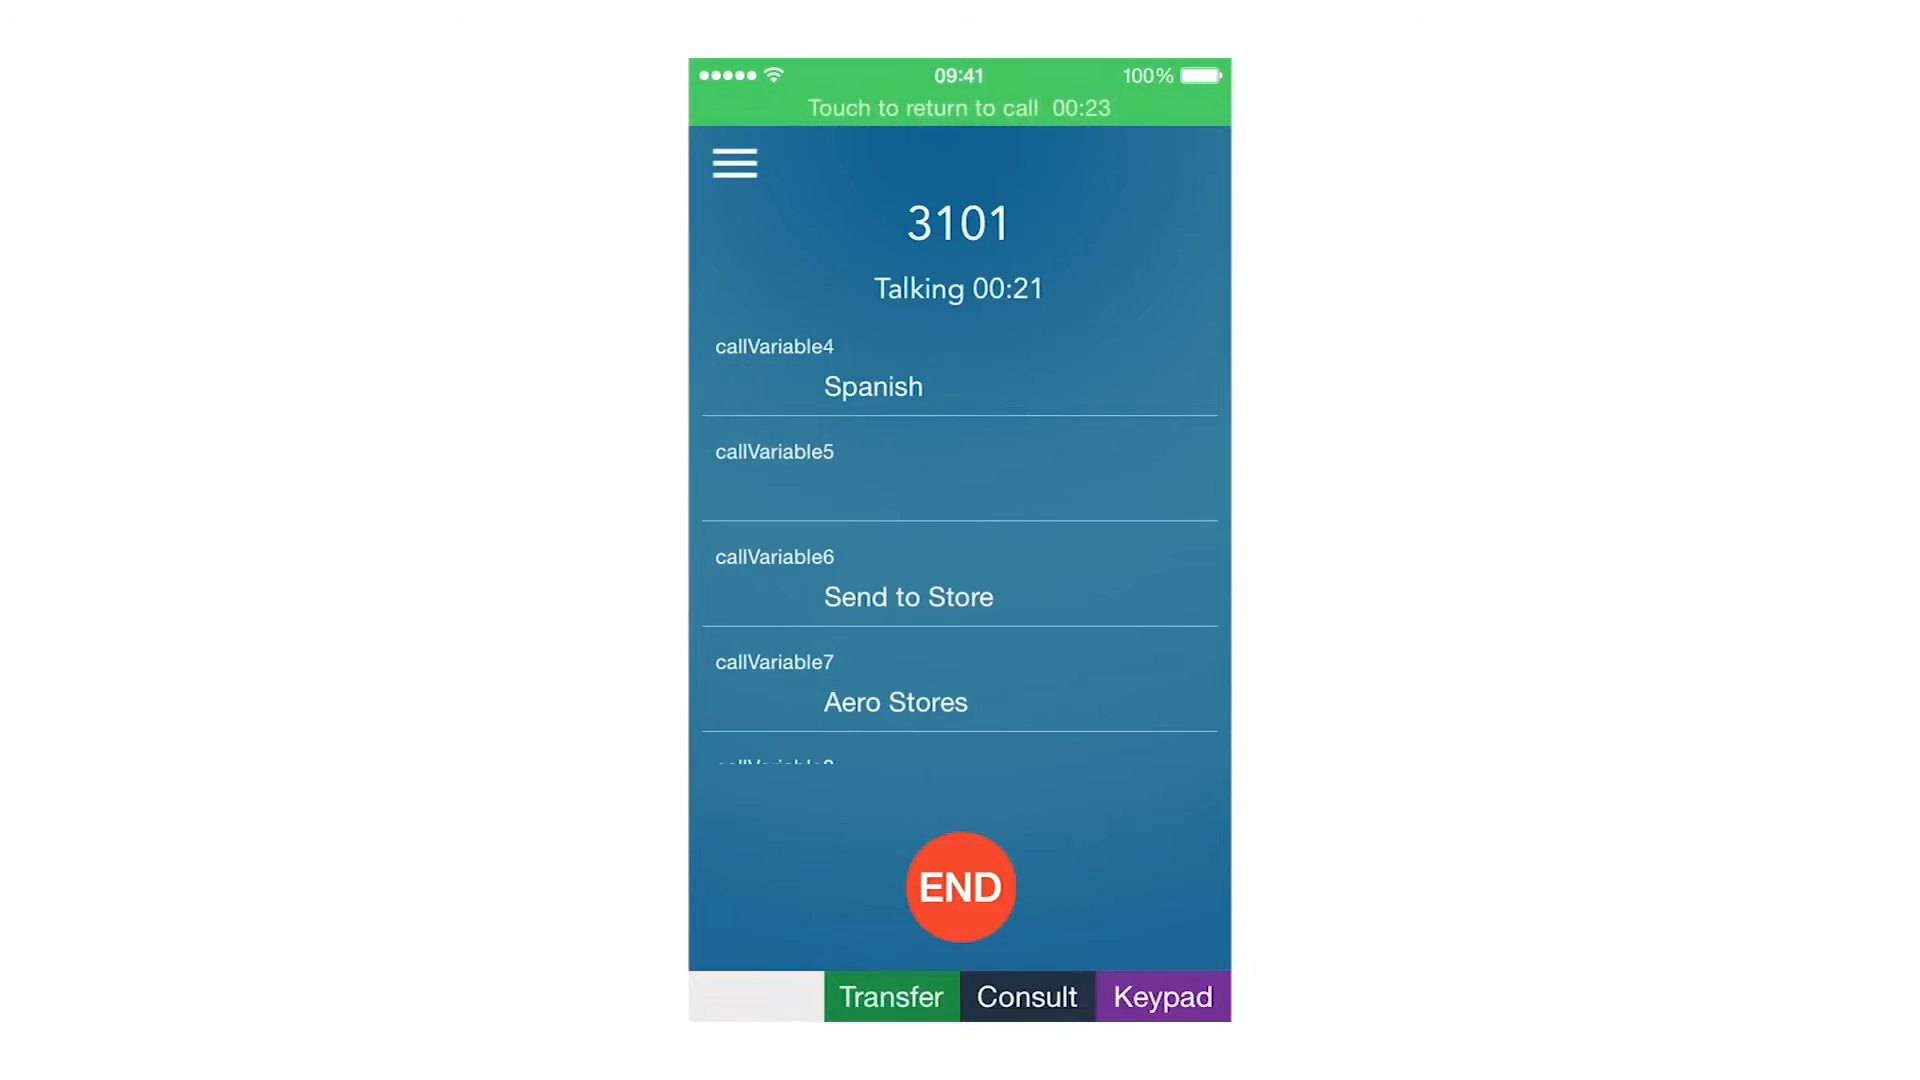 09:41
100%
Touch to return to call 00:23
3101
Talking 00:21
callVariable4
Spanish
callVariable5
callVariable6
Send to Store
callVariable7
Aero Stores
END
Transfer Consult Keypad